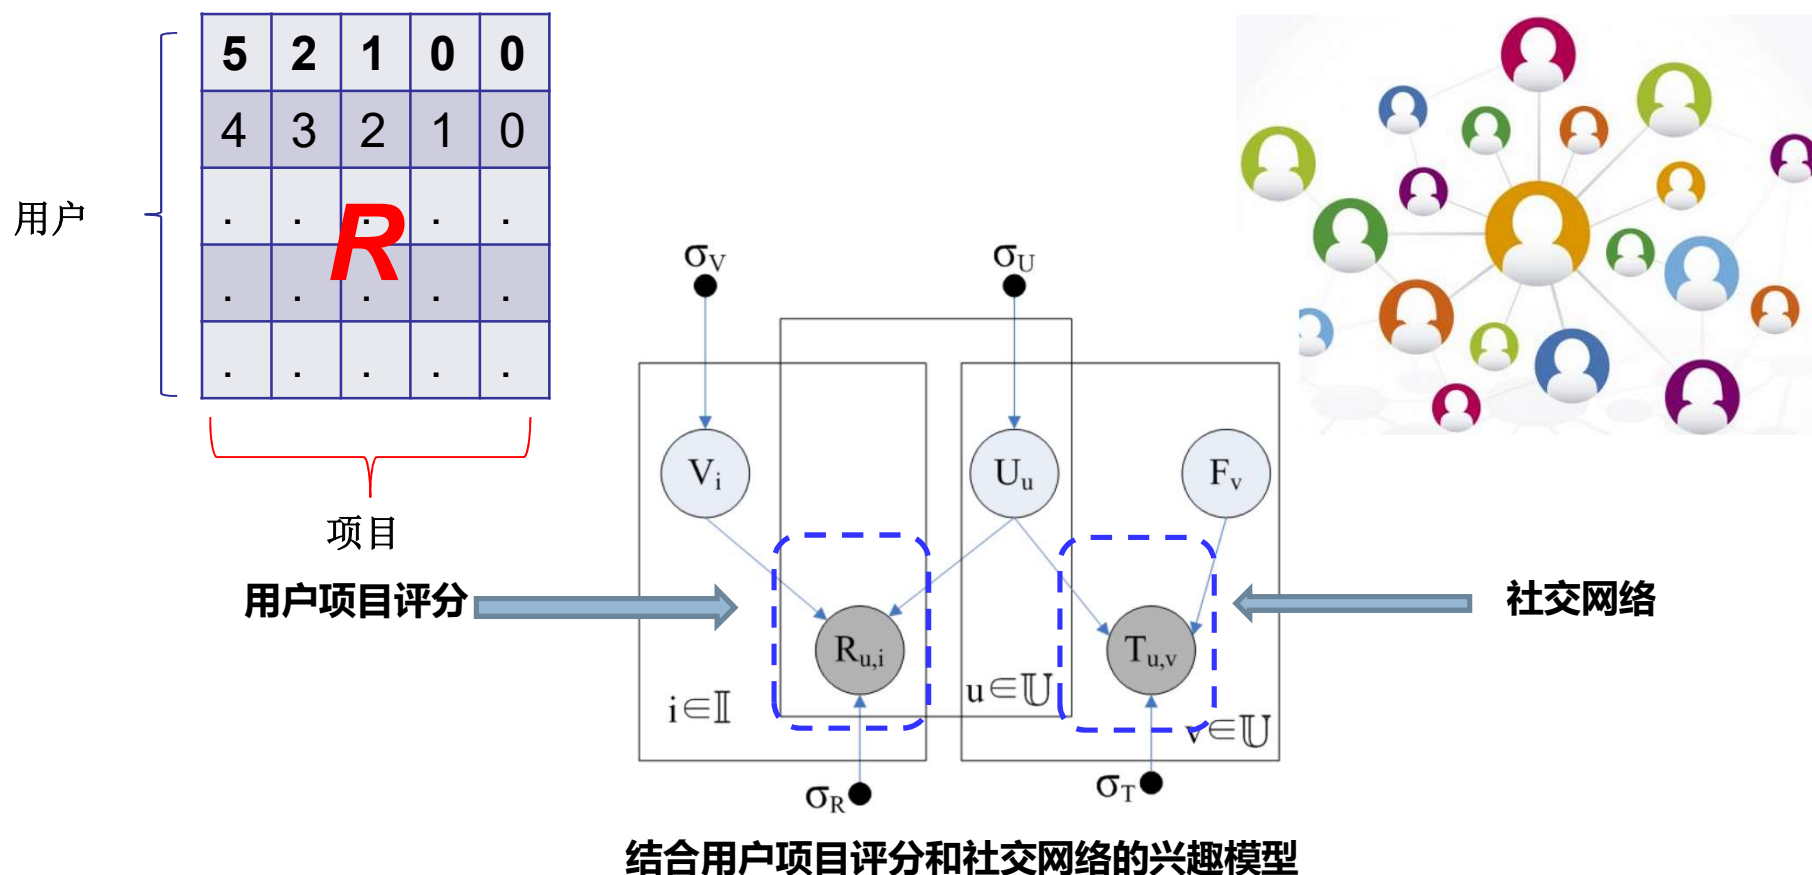 5 2 1 0 0
4 3 2 1 0
. . . . .
. . . . .
. . . . .
R
用户
项目
σV
σU
Vi
Uu
Fv
用户项目评分
社交网络
Ru,i
Tu,v
i∈𝕀
u∈𝕌
v∈𝕌
σR
σT
结合用户项目评分和社交网络的兴趣模型